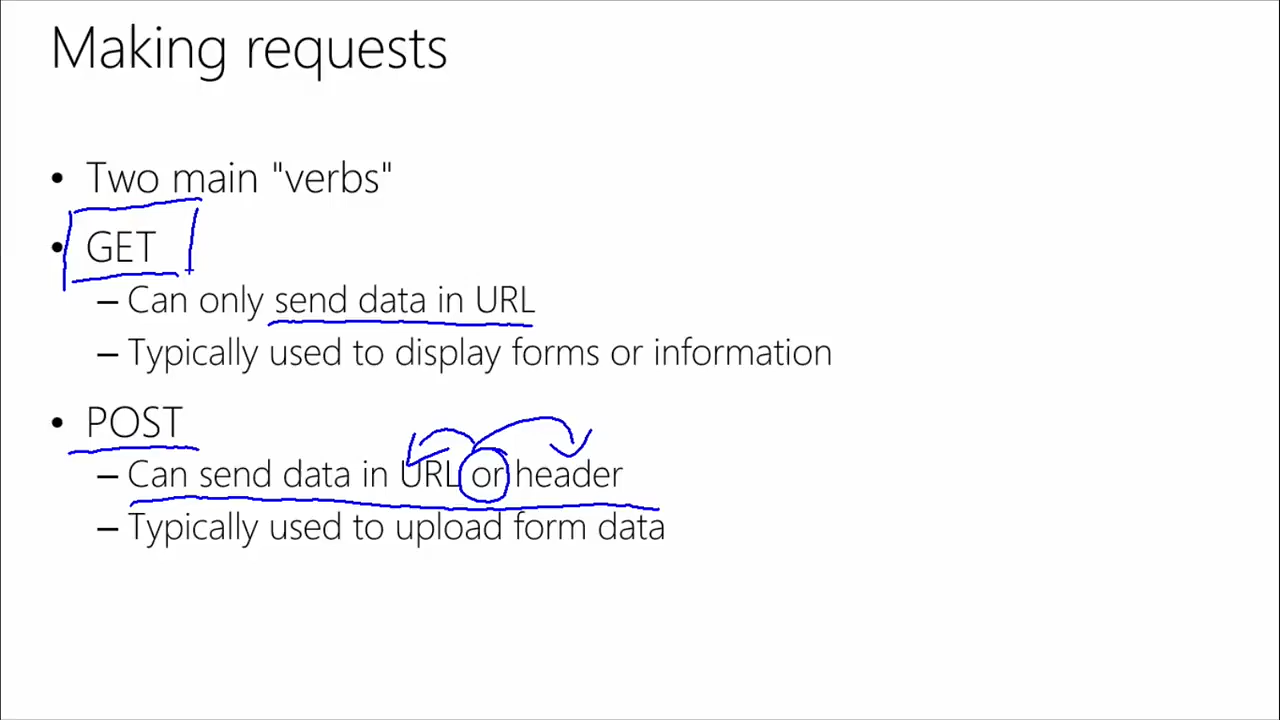 Making requests
• Two main "verbs"
• GET
– Can only send data in URL
– Typically used to display forms or information
• POST
– Can send data in URL or header
– Typically used to upload form data